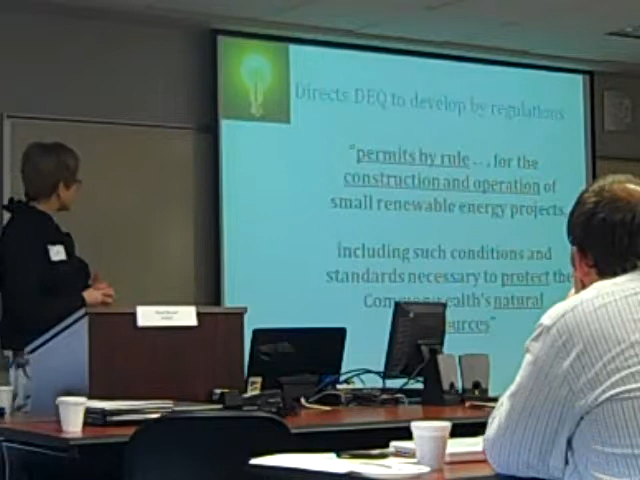 Directs DEQ to develop by regulations
"permits by rule . . . for the
construction and operation of
small renewable energy projects,
including such conditions and
standards necessary to protect the
Commonwealth's natural